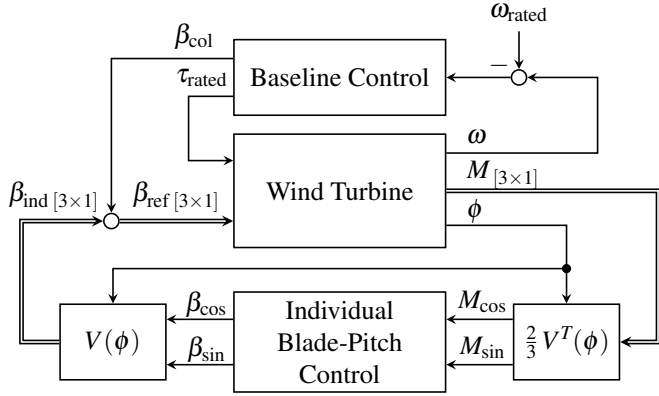 ω_rated
β_col
−
Baseline Control
τ_rated
ω
M_[3×1]
β_ind [3×1]
β_ref [3×1]
Wind Turbine
ϕ
β_cos
Individual
M_cos
V(ϕ)
Blade-Pitch
2/3 V^T(ϕ)
β_sin
Control
M_sin